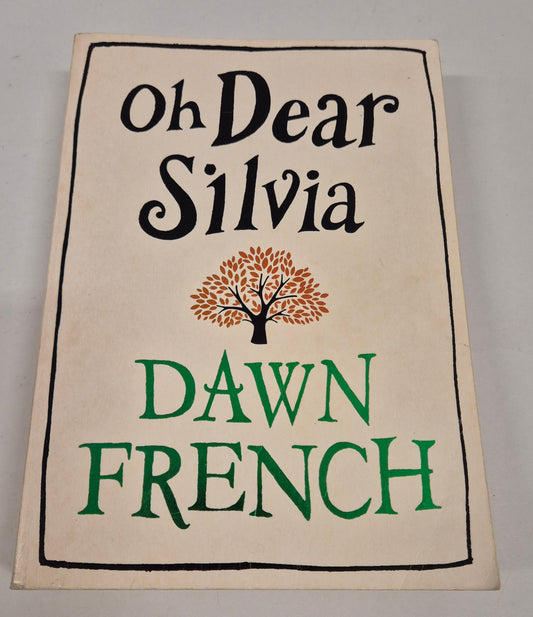 Oh Dear
Silvia
DAWN
FRENCH